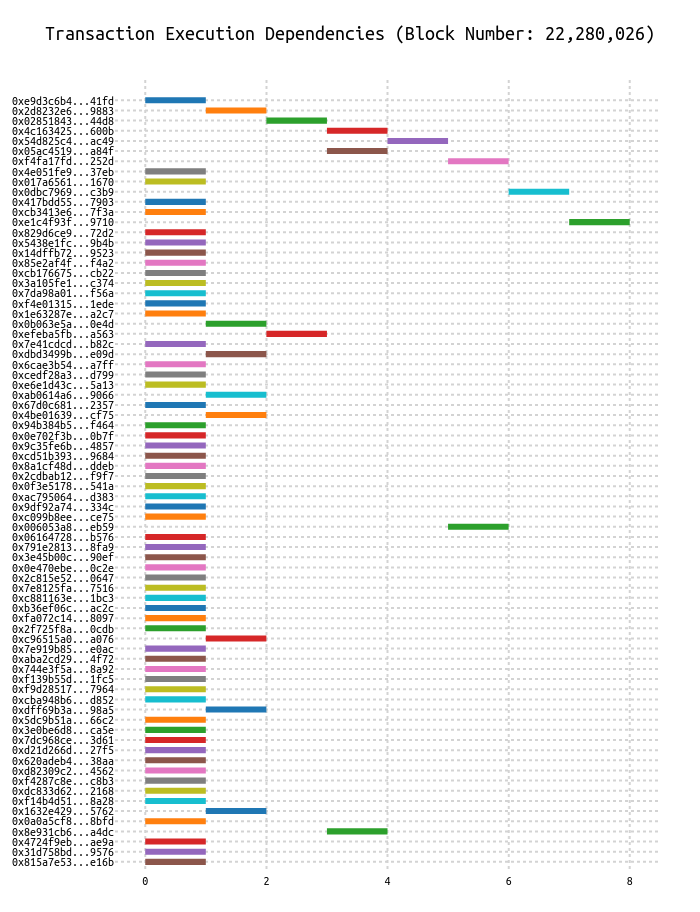 Transaction Execution Dependencies (Block Number: 22,280,026)
0xe9d3c6b4...41fd
0x2d8232e6...9883
0x02851843...44d8
0x4c163425...600b
0x54d825c4...ac49
0x05ac4519...a84f
0xf4fa17fd...252d
0x4e051fe9...37eb
0x017a6561...1670
0x0dbc7969...c3b9
0x417bdd55...7903
0xcb3413e6...7f3a
0xe1c4f93f...9710
0x829d6ce9...72d2
0x5438e1fc...9b4b
0x14dffb72...9523
0x85e2af4f...f4a2
0xcb176675...cb22
0x3a105fe1...c374
0x7da98a01...f56a
0xf4e01315...1ede
0x1e63287e...a2c7
0x0b063e5a...0e4d
0xefeba5fb...a563
0x7e41cdcd...b82c
0xdbd3499b...e09d
0x6cae3b54...a7ff
0xcedf28a3...d799
0xe6e1d43c...5a13
0xab0614a6...9066
0x67d0c681...2357
0x4be01639...cf75
0x94b384b5...f464
0x0e702f3b...0b7f
0x9c35fe6b...4857
0xcd51b393...9684
0x8a1cf48d...ddeb
0x2cdbab12...f9f7
0x0f3e5178...541a
0xac795064...d383
0x9df92a74...334c
0xc099b8ee...ce75
0x006053a8...eb59
0x06164728...b576
0x791e2813...8fa9
0x3e45b00c...90ef
0x0e470ebe...0c2e
0x2c815e52...0647
0x7e8125fa...7516
0xc881163e...1bc3
0xb36ef06c...ac2c
0xfa072c14...8097
0x2f725f8a...0cdb
0xc96515a0...a076
0x7e919b85...e0ac
0xaba2cd29...4f72
0x744e3f5a...8a92
0xf139b55d...1fc5
0xf9d28517...7964
0xcba948b6...d852
0xdff69b3a...98a5
0x5dc9b51a...66c2
0x3e0be6d8...ca5e
0x7dc968ce...3d61
0xd21d266d...27f5
0x620adeb4...38aa
0xd82309c2...4562
0xf4287c8e...c8b3
0xdc833d62...2168
0xf14b4d51...8a28
0x1632e429...5762
0x0a0a5cf8...8bfd
0x8e931cb6...a4dc
0x4724f9eb...ae9a
0x31d758bd...9576
0x815a7e53...e16b
0 2 4 6 8